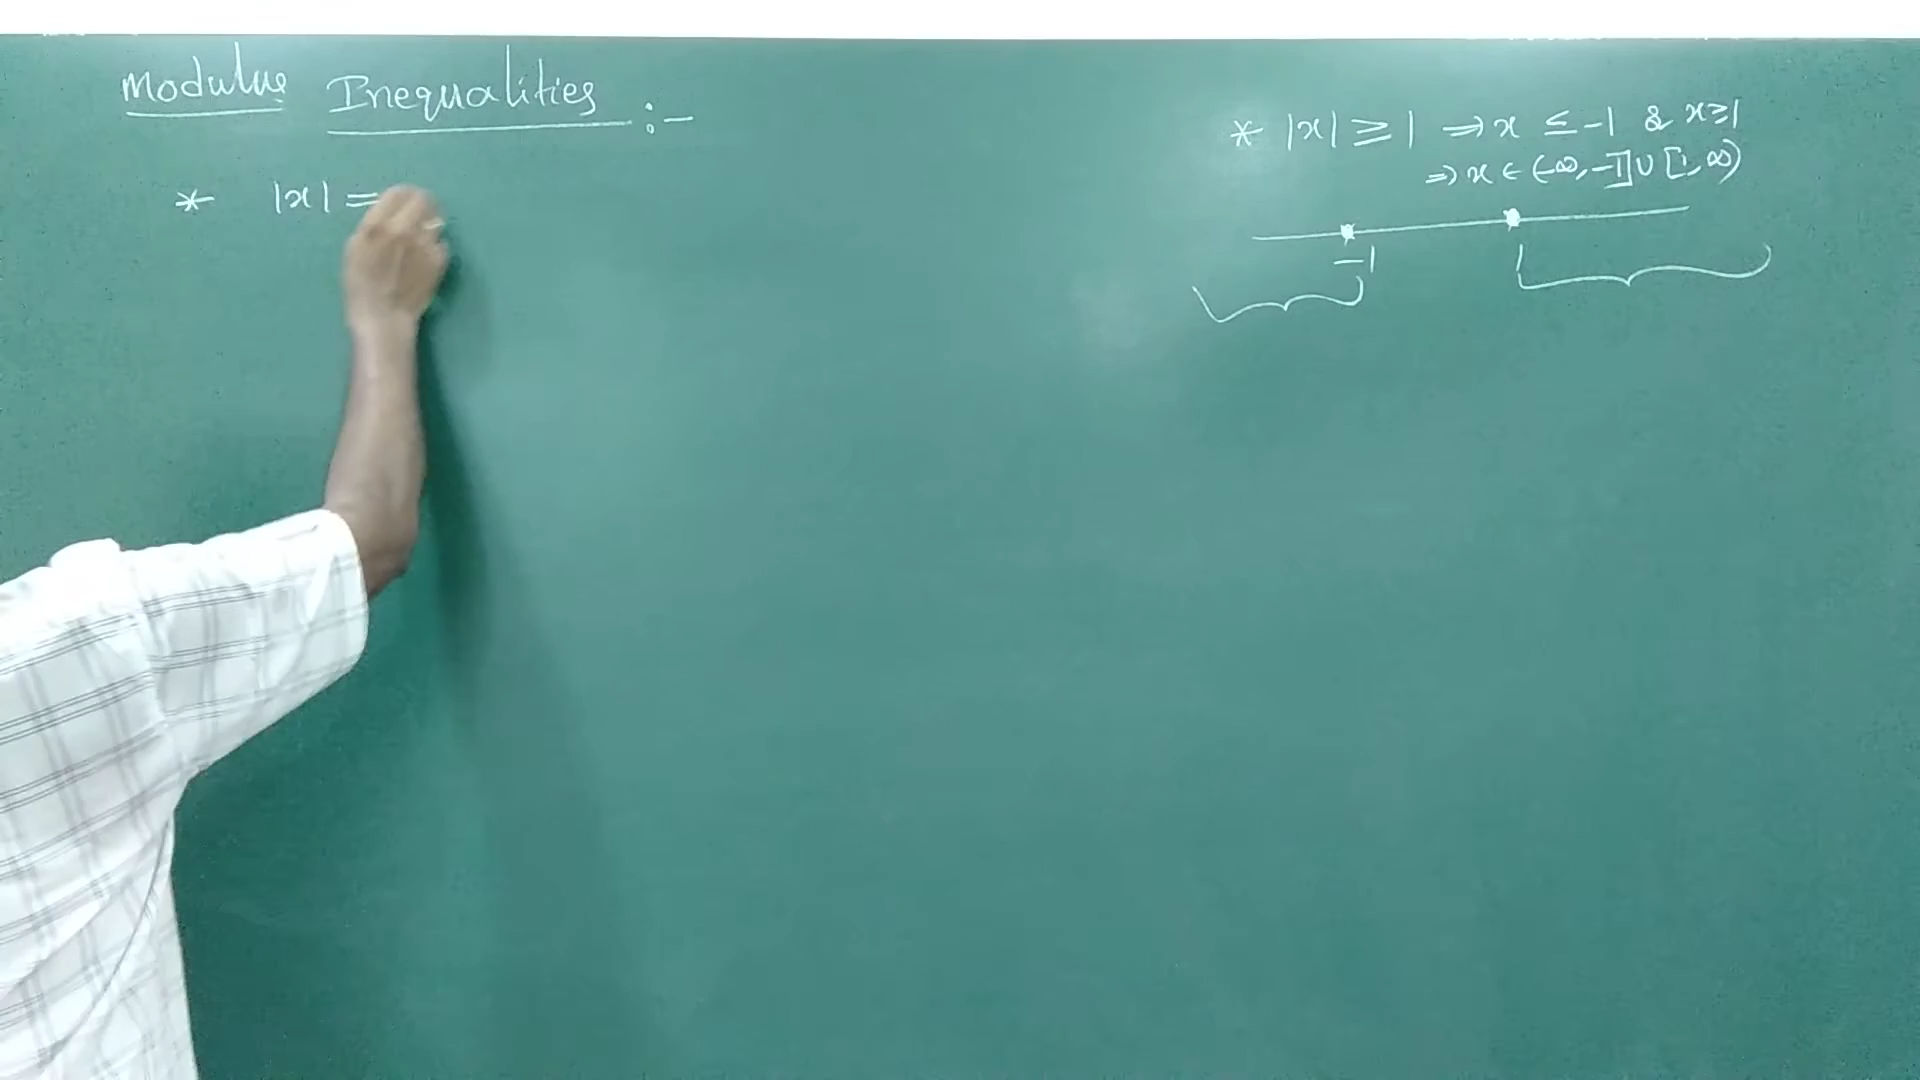 Modulus Inequalities :-
* |x| =
* |x| ≥ 1 ⇒ x ≤ -1 & x≥1
⇒ x ∈ (-∞, -1] ∪ [1, ∞)
-1 1